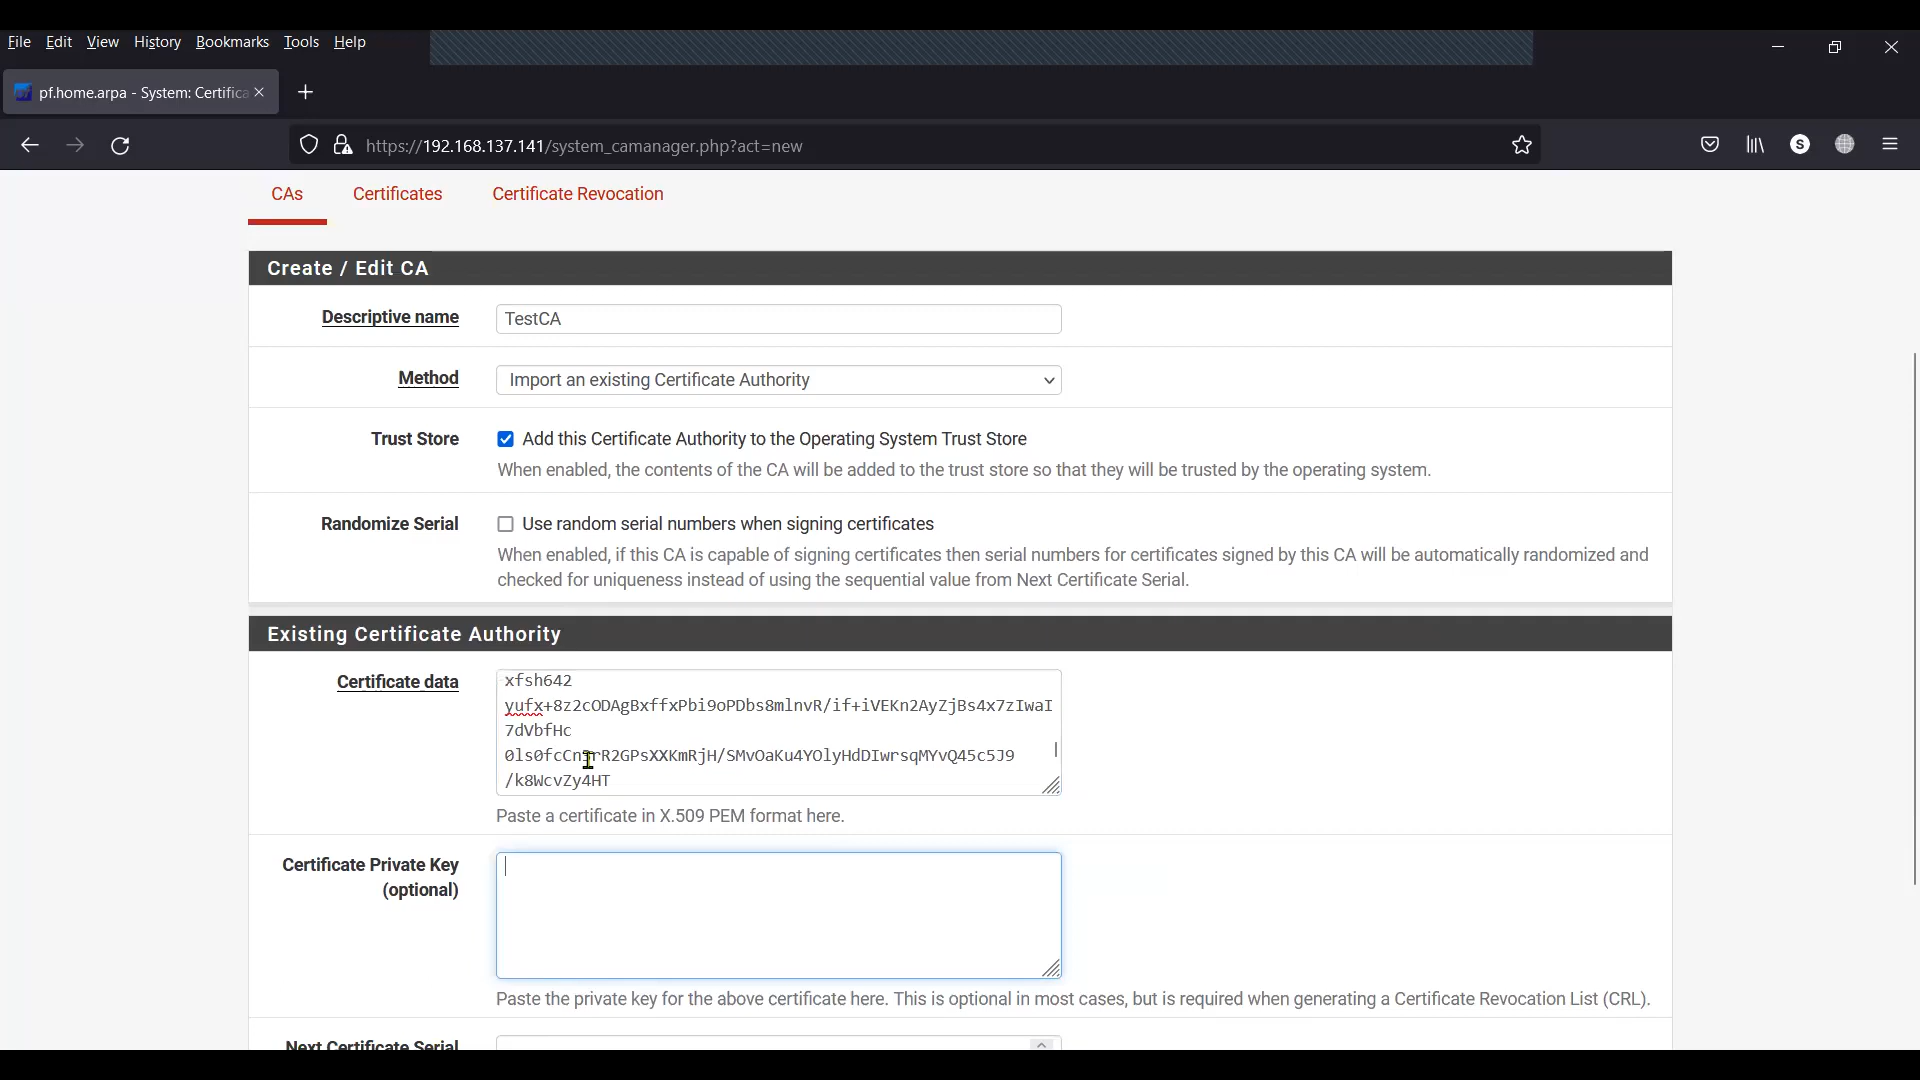 File Edit View History Bookmarks Tools Help
pf.home.arpa - System: Certifica
https://192.168.137.141/system_camanager.php?act=new
S
CAs Certificates Certificate Revocation
Create / Edit CA
Descriptive name TestCA
Method Import an existing Certificate Authority
Trust Store Add this Certificate Authority to the Operating System Trust Store
When enabled, the contents of the CA will be added to the trust store so that they will be trusted by the operating system.
Randomize Serial Use random serial numbers when signing certificates
When enabled, if this CA is capable of signing certificates then serial numbers for certificates signed by this CA will be automatically randomized and
checked for uniqueness instead of using the sequential value from Next Certificate Serial.
Existing Certificate Authority
Certificate data
xfsh642
yufx+8z2cODAgBxffxPbi9oPDbs8mlnvR/if+iVEKn2AyZjBs4x7zIwaI
7dVbfHc
/k8WcvZy4HT
Paste a certificate in X.509 PEM format here.
Certificate Private Key
(optional)
Paste the private key for the above certificate here. This is optional in most cases, but is required when generating a Certificate Revocation List (CRL).
Next Certificate Serial